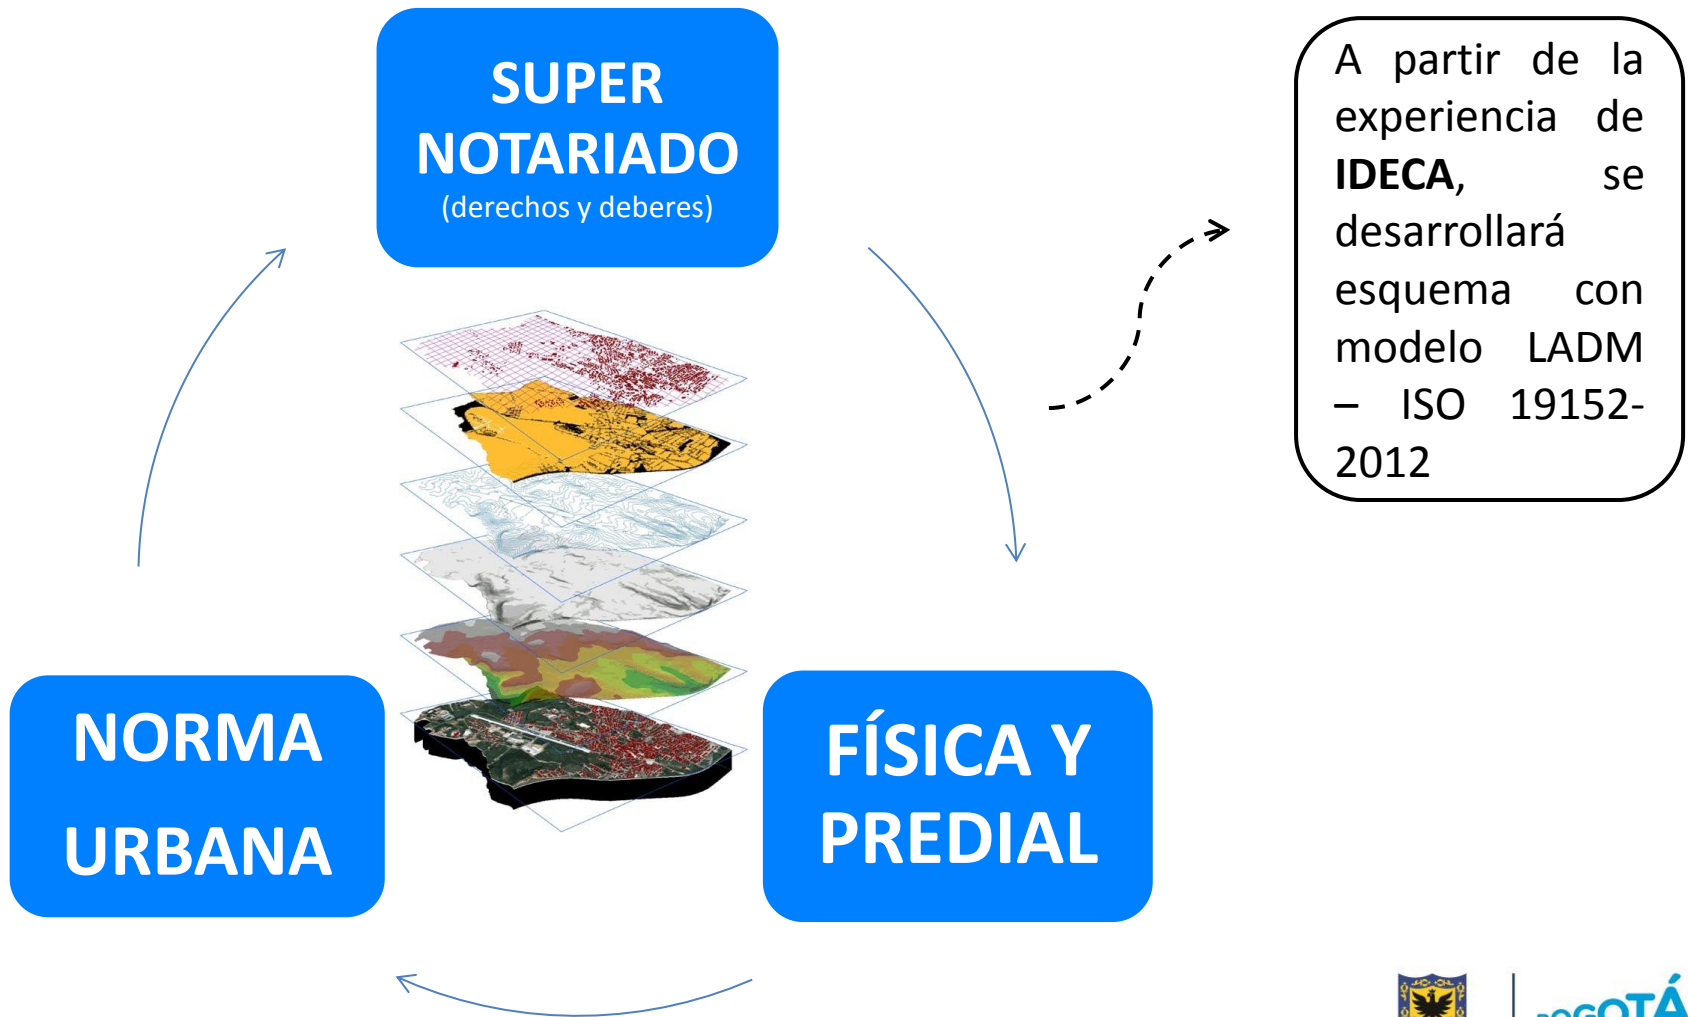 SUPER
NOTARIADO
(derechos y deberes)
A partir de la
experiencia de
IDECA, se
desarrollará
esquema con
modelo LADM
– ISO 19152-
2012
NORMA
URBANA
FÍSICA Y
PREDIAL
BOGOTÁ